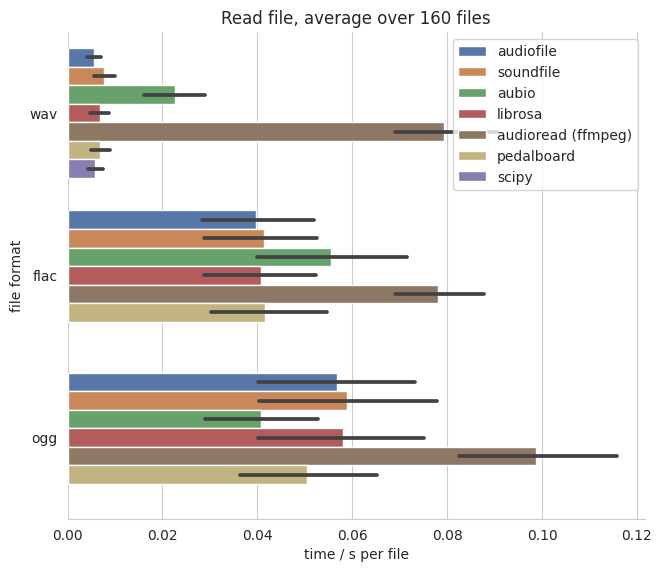 Read file, average over 160 files
audiofile
soundfile
aubio
librosa
audioread (ffmpeg)
pedalboard
scipy
wav
flac
ogg
file format
0.00 0.02 0.04 0.06 0.08 0.10 0.12
time / s per file